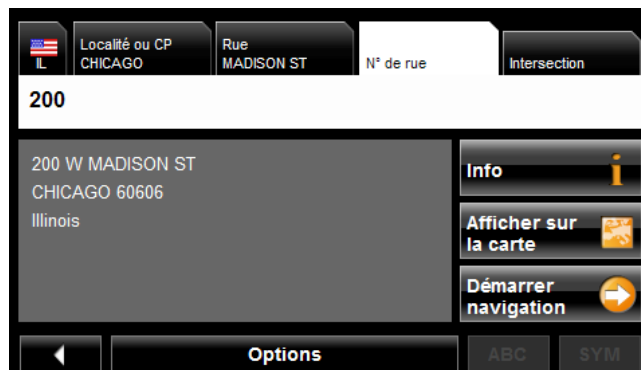 IL
Localité ou CP
CHICAGO
Rue
MADISON ST
N° de rue
Intersection
200
200 W MADISON ST
CHICAGO 60606
Illinois
Info
Afficher sur
la carte
Démarrer
navigation
Options
ABC
SYM